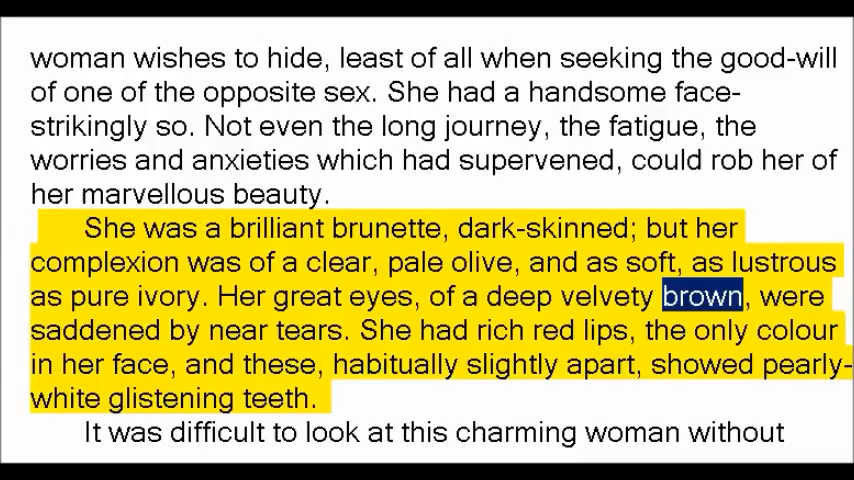 woman wishes to hide, least of all when seeking the good-will
of one of the opposite sex. She had a handsome face-
strikingly so. Not even the long journey, the fatigue, the
worries and anxieties which had supervened, could rob her of
her marvellous beauty.
She was a brilliant brunette, dark-skinned; but her
complexion was of a clear, pale olive, and as soft, as lustrous
as pure ivory. Her great eyes, of a deep velvety brown, were
saddened by near tears. She had rich red lips, the only colour
in her face, and these, habitually slightly apart, showed pearly-
white glistening teeth.
It was difficult to look at this charming woman without